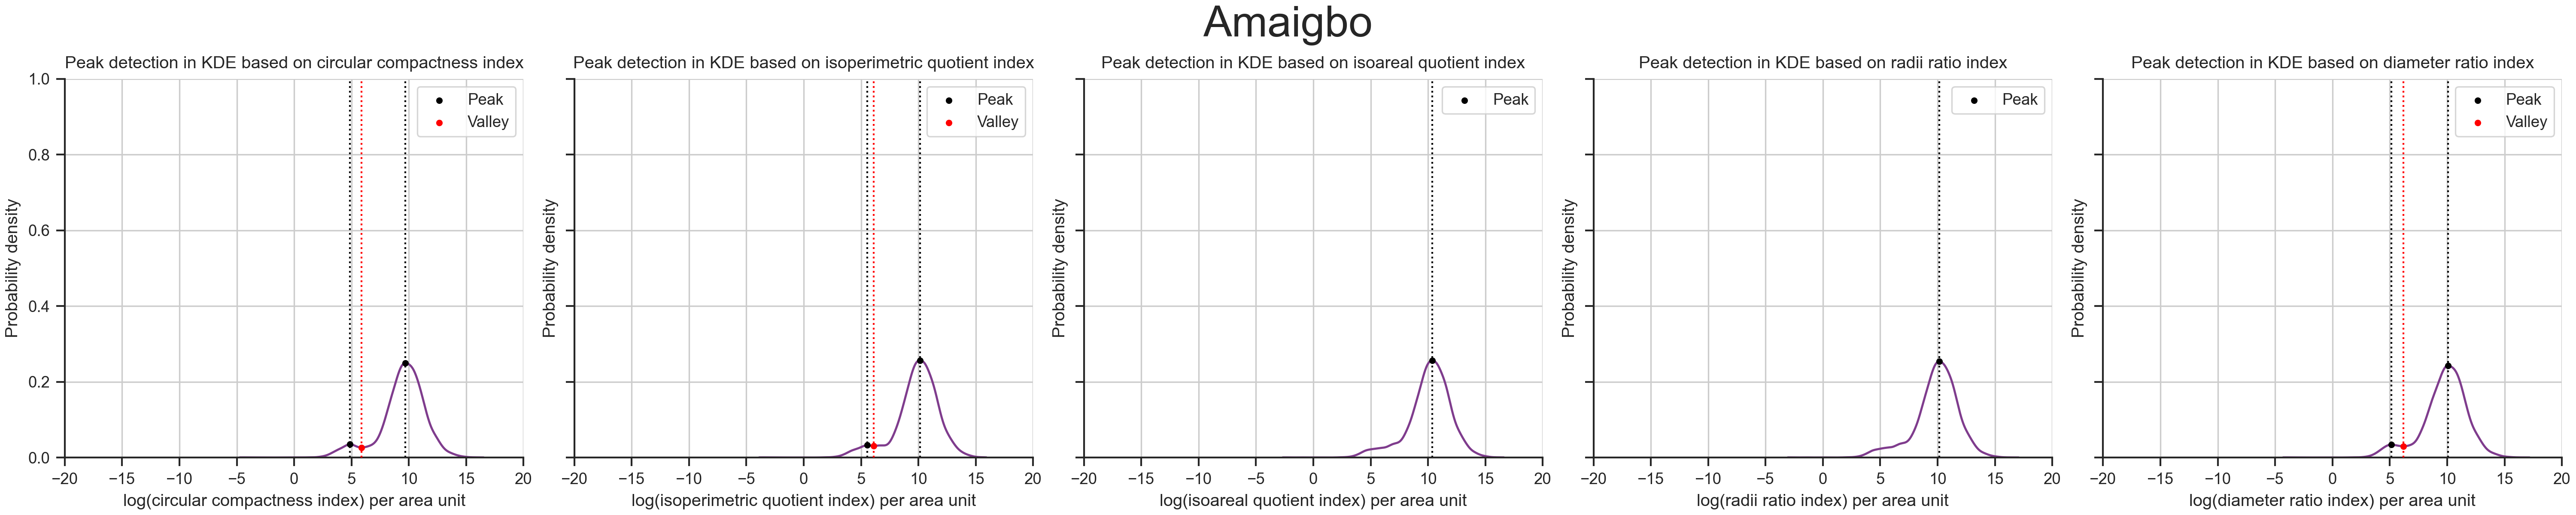 Amaigbo
Peak detection in KDE based on circular compactness index
Probability density
1.0
0.8
0.6
0.4
0.2
0.0
Peak
Valley
−20 −15 −10 −5 0 5 10 15 20
log(circular compactness index) per area unit
Peak detection in KDE based on isoperimetric quotient index
Probability density
Peak
Valley
−20 −15 −10 −5 0 5 10 15 20
log(isoperimetric quotient index) per area unit
Peak detection in KDE based on isoareal quotient index
Probability density
Peak
−20 −15 −10 −5 0 5 10 15 20
log(isoareal quotient index) per area unit
Peak detection in KDE based on radii ratio index
Probability density
Peak
−20 −15 −10 −5 0 5 10 15 20
log(radii ratio index) per area unit
Peak detection in KDE based on diameter ratio index
Probability density
Peak
Valley
−20 −15 −10 −5 0 5 10 15 20
log(diameter ratio index) per area unit